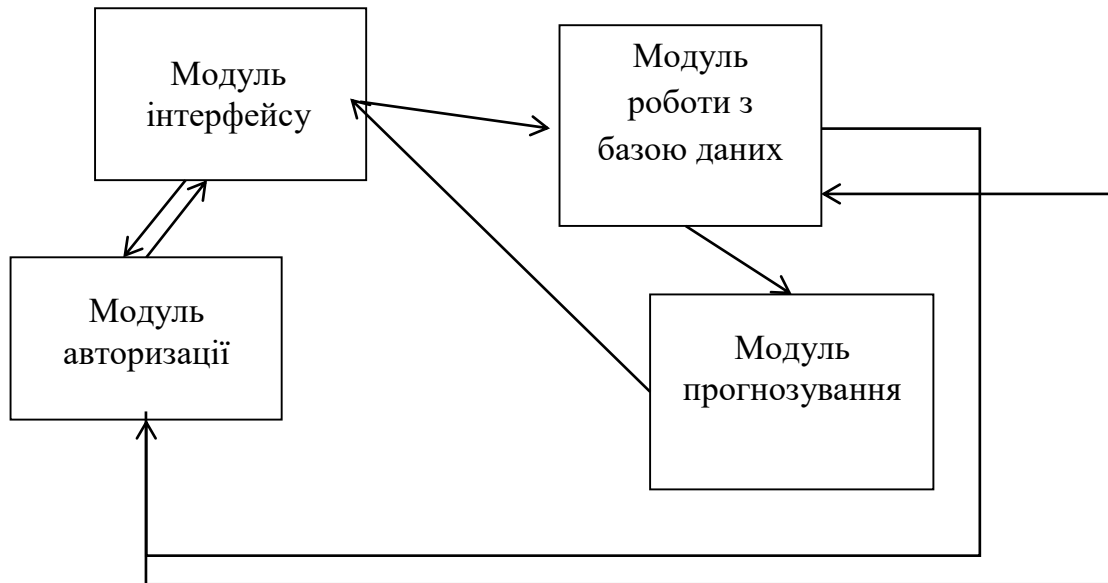 Модуль
інтерфейсу
Модуль
роботи з
базою даних
Модуль
авторизації
Модуль
прогнозування